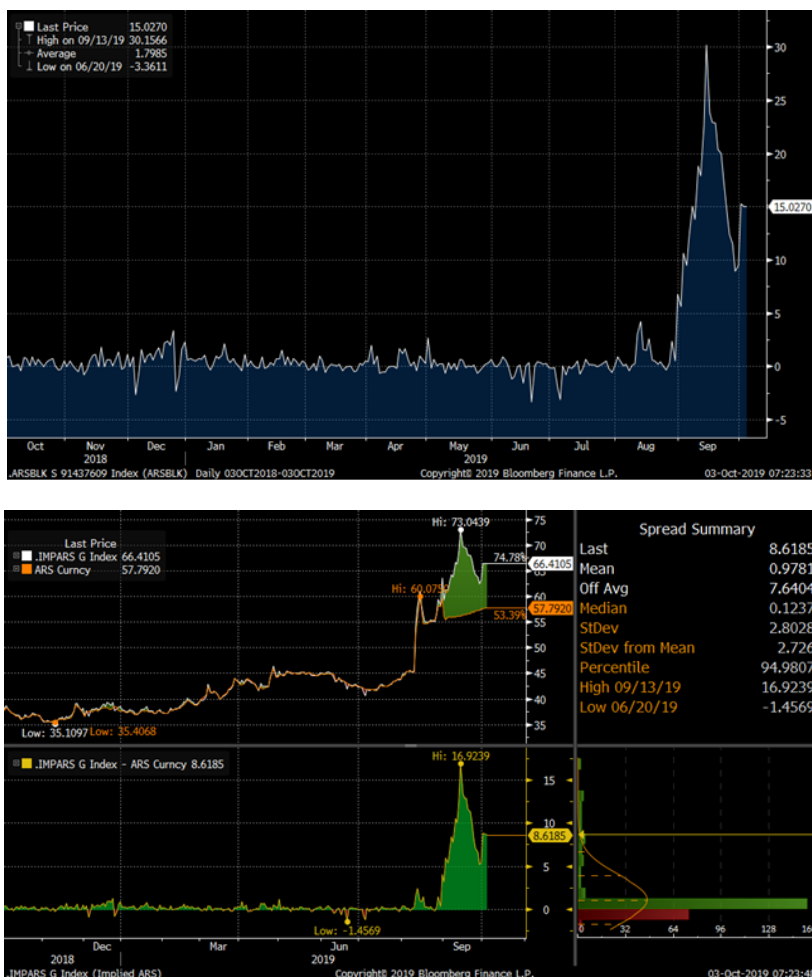 Last Price 15.0270
High on 09/13/19 30.1566
Average 1.7985
Low on 06/20/19 -3.3611
30
25
20
15.0270
10
5
0
-5
Oct Nov Dec Jan Feb Mar Apr May Jun Jul Aug Sep
2018 2019
.ARSBLK S 91437609 Index (ARSBLK) Daily 03OCT2018-03OCT2019 Copyright© 2019 Bloomberg Finance L.P. 03-Oct-2019 07:23:33
Last Price
.IMPARS G Index 66.4105
ARS Curncy 57.7920
Hi: 73.0439
Hi: 60.0759
74.78%
53.39%
Low: 35.1097
Low: 35.4068
75
70
66.4105
60
57.7920
55
50
45
40
35
Spread Summary
Last 8.6185
Mean 0.9781
Off Avg 7.6404
Median 0.1237
StDev 2.8028
StDev from Mean 2.726
Percentile 94.9807
High 09/13/19 16.9239
Low 06/20/19 -1.4569
.IMPARS G Index - ARS Curncy 8.6185
Hi: 16.9239
Low: -1.4569
15
10
8.6185
5
0
0 32 64 96 128 16
Dec Mar Jun Sep
2018 2019
.IMPARS G Index (Implied ARS) Copyright© 2019 Bloomberg Finance L.P.